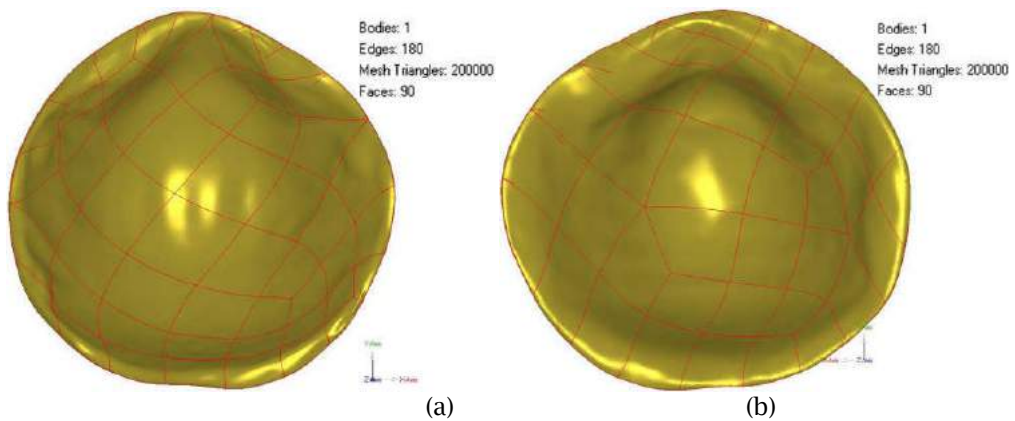 Bodies: 1
Edges: 180
Mesh Triangles: 200000
Faces: 90
Bodies: 1
Edges: 180
Mesh Triangles: 200000
Faces: 90
(a)
(b)